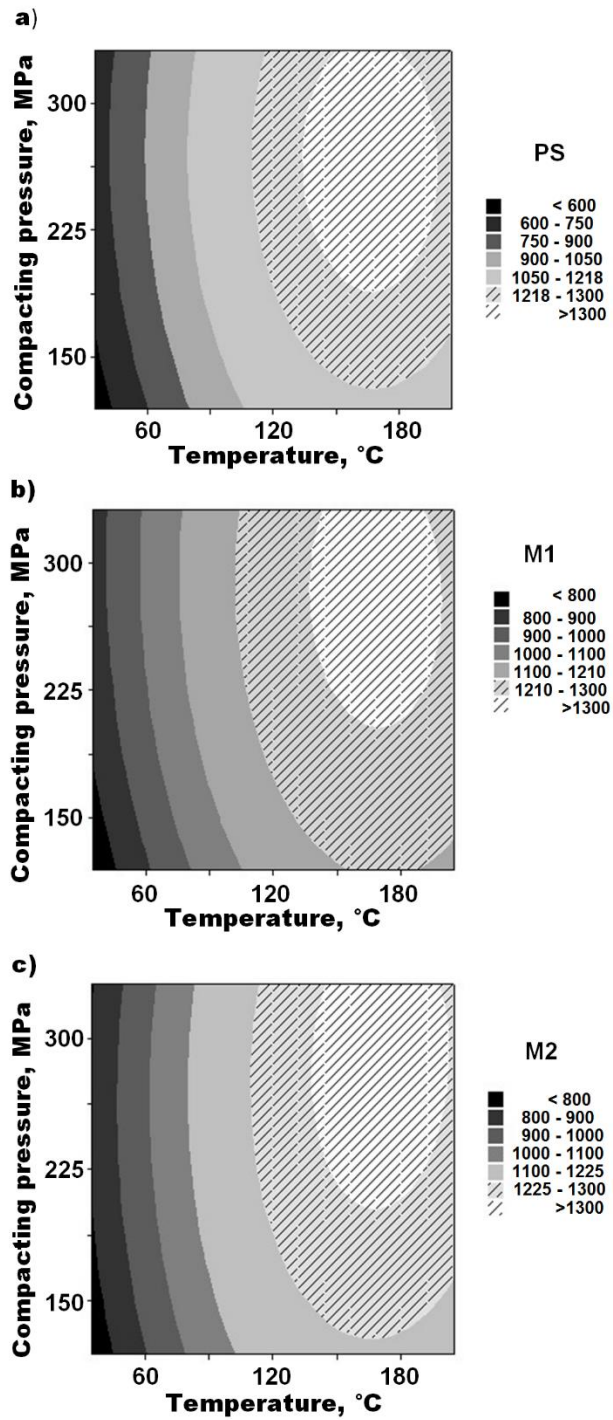 a)
Compacting pressure, MPa
300
225
150
60 120 180
Temperature, °C
PS
< 600
600 - 750
750 - 900
900 - 1050
1050 - 1218
1218 - 1300
>1300
b)
Compacting pressure, MPa
300
225
150
60 120 180
Temperature, °C
M1
< 800
800 - 900
900 - 1000
1000 - 1100
1100 - 1210
1210 - 1300
>1300
c)
Compacting pressure, MPa
300
225
150
60 120 180
Temperature, °C
M2
< 800
800 - 900
900 - 1000
1000 - 1100
1100 - 1225
1225 - 1300
>1300